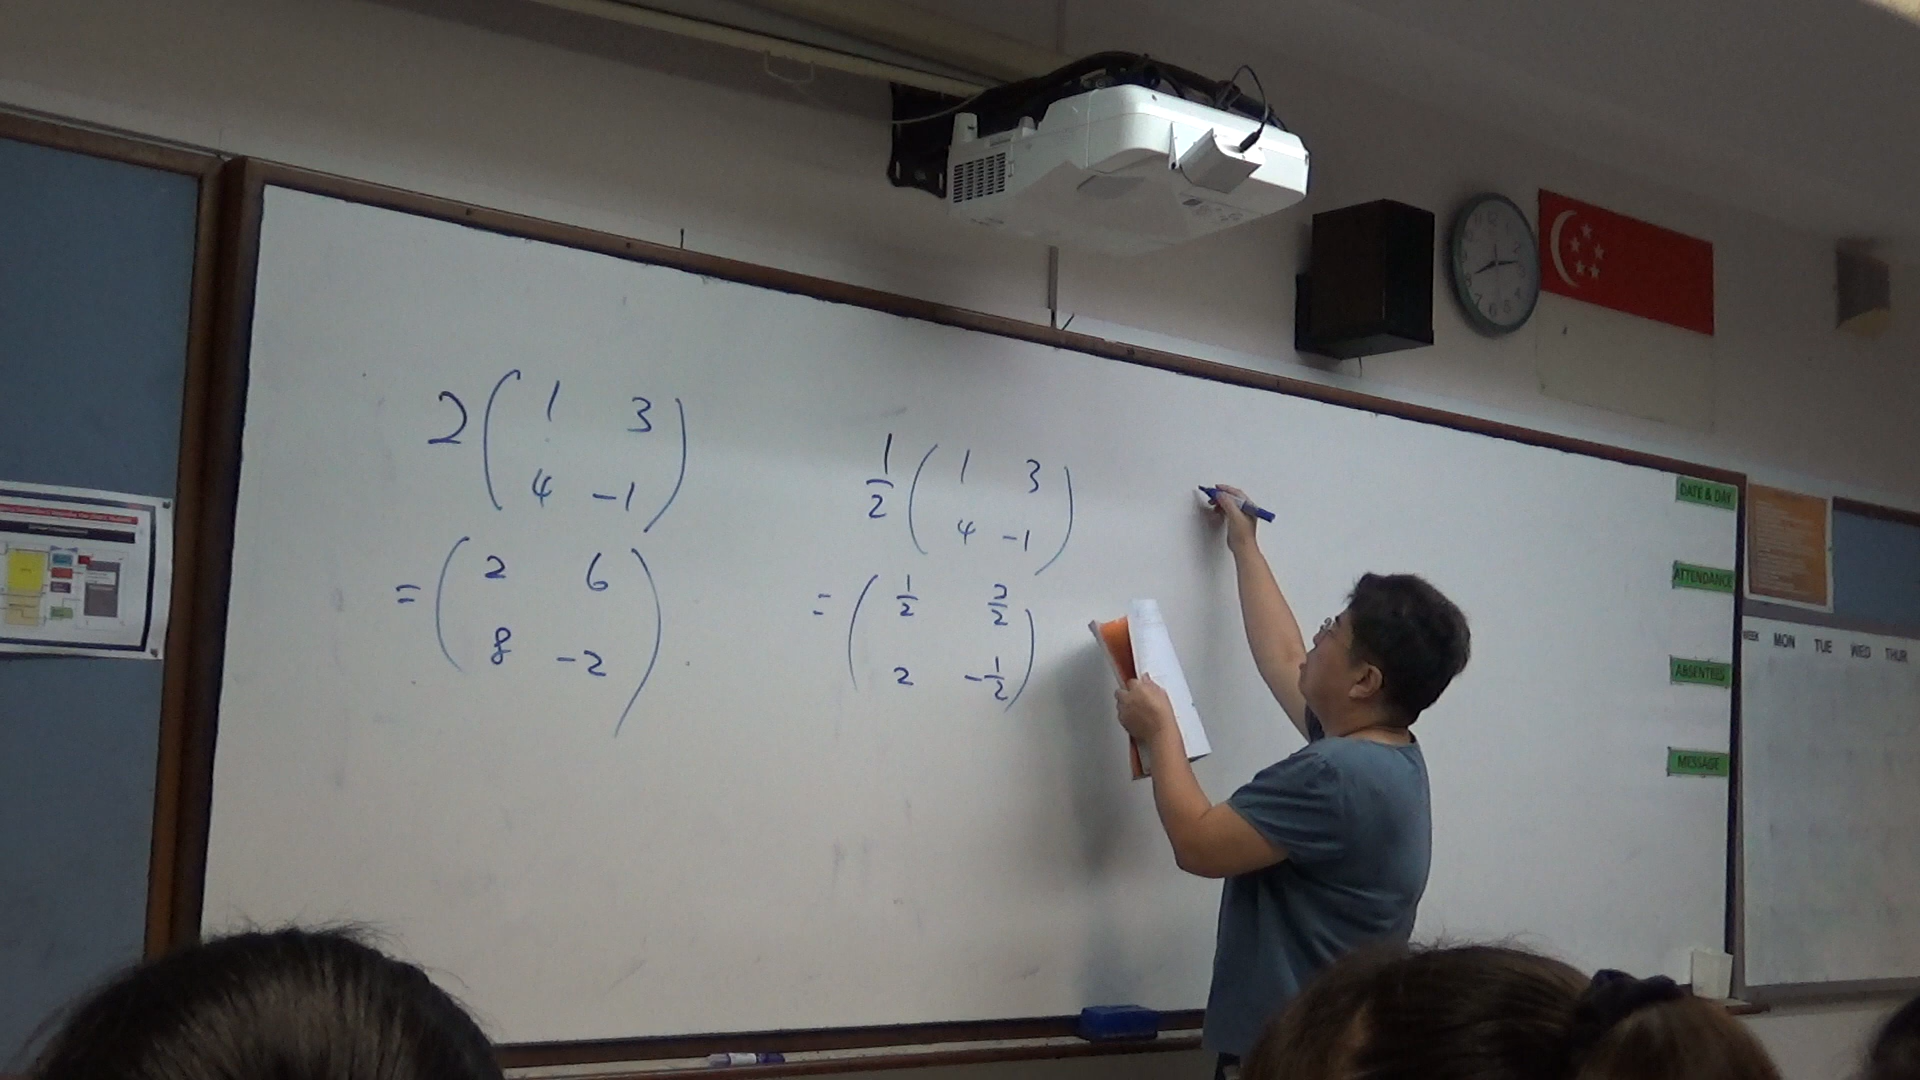 2 ( 1 3
4 -1 )
= ( 2 6
8 -2 )
1/2 ( 1 3
4 -1 )
= ( 1/2 3/2
2 -1/2 )
DATE & DAY
ATTENDANCE
ABSENTEES
MESSAGE
WEEK MON TUE WED THUR